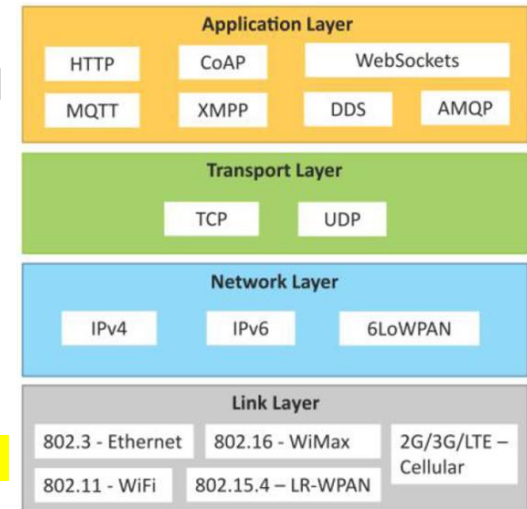 Application Layer
HTTP CoAP WebSockets
MQTT XMPP DDS AMQP
Transport Layer
TCP UDP
Network Layer
IPv4 IPv6 6LoWPAN
Link Layer
802.3 - Ethernet 802.16 - WiMax 2G/3G/LTE –
Cellular
802.11 - WiFi 802.15.4 – LR-WPAN